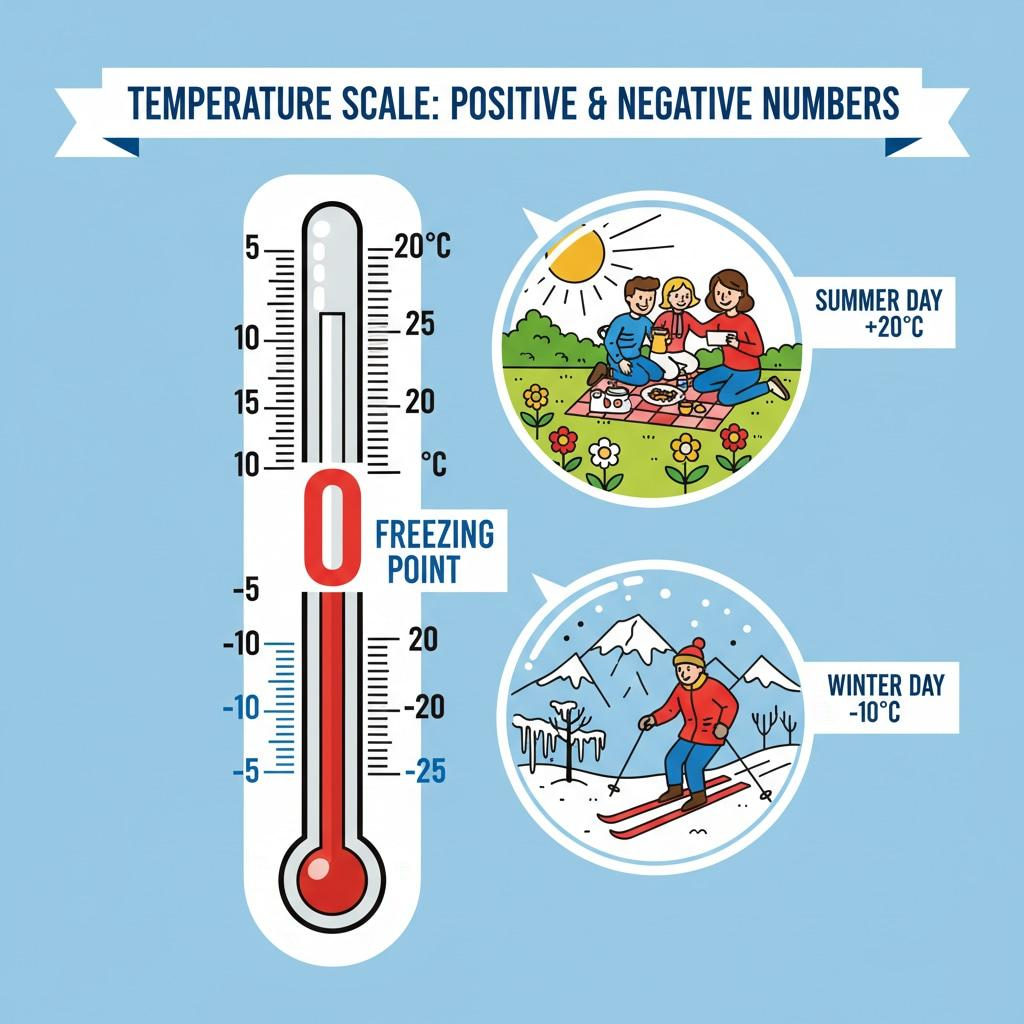 TEMPERATURE SCALE: POSITIVE & NEGATIVE NUMBERS
5 20°C
10 25
15 20
10 °C
0
FREEZING
POINT
-5
-10 20
-10 -20
-5 -25
SUMMER DAY
+20°C
WINTER DAY
-10°C